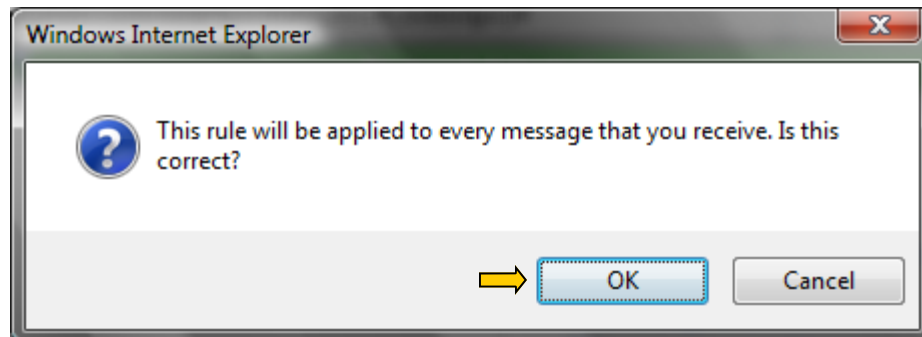 Windows Internet Explorer
This rule will be applied to every message that you receive. Is this
correct?
OK
Cancel